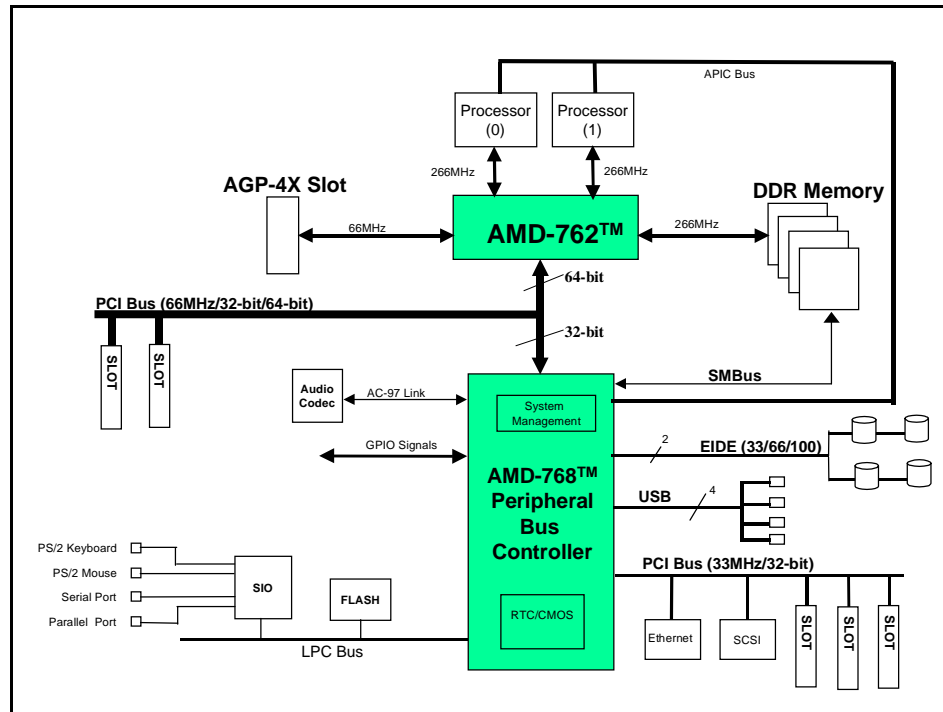 APIC Bus
Processor
(0)
Processor
(1)
266MHz
266MHz
AGP-4X Slot
DDR Memory
66MHz
AMD-762™
266MHz
64-bit
PCI Bus (66MHz/32-bit/64-bit)
32-bit
SLOT
SLOT
SMBus
Audio
Codec
AC-97 Link
System
Management
GPIO Signals
2
EIDE (33/66/100)
AMD-768™
Peripheral
Bus
Controller
USB
4
PS/2 Keyboard
PS/2 Mouse
Serial Port
Parallel Port
SIO
FLASH
LPC Bus
RTC/CMOS
PCI Bus (33MHz/32-bit)
Ethernet
SCSI
SLOT
SLOT
SLOT